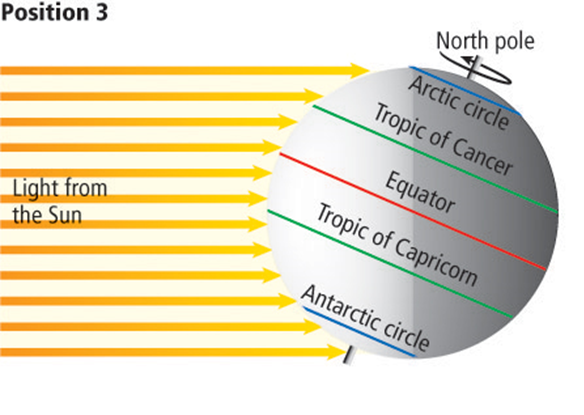 Position 3
North pole
Arctic circle
Tropic of Cancer
Equator
Light from
the Sun
Tropic of Capricorn
Antarctic circle